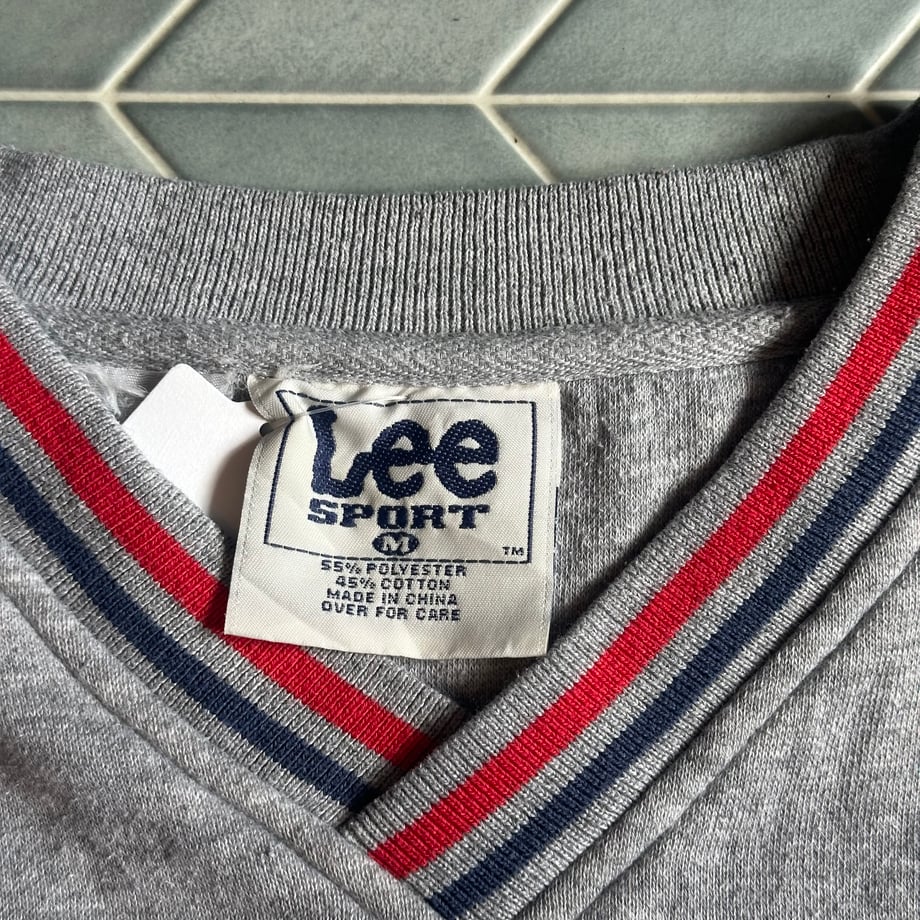 Lee
SPORT
M
TM
55% POLYESTER
45% COTTON
MADE IN CHINA
OVER FOR CARE